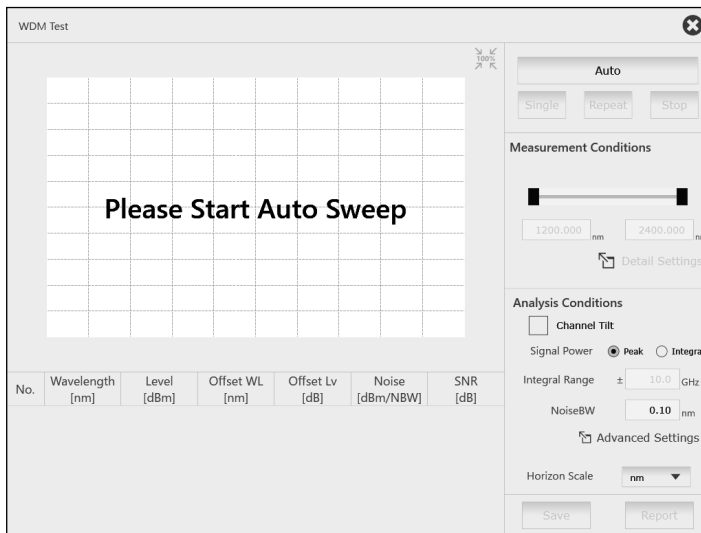 WDM Test
100%
Please Start Auto Sweep
Auto
Single Repeat Stop
Measurement Conditions
1200.000 nm 2400.000 n
Detail Settings
Analysis Conditions
Channel Tilt
Signal Power Peak Integra
Integral Range ± 10.0 GHz
NoiseBW 0.10 nm
Advanced Settings
Horizon Scale nm
Save Report
No. Wavelength [nm] Level [dBm] Offset WL [nm] Offset Lv [dB] Noise [dBm/NBW] SNR [dB]